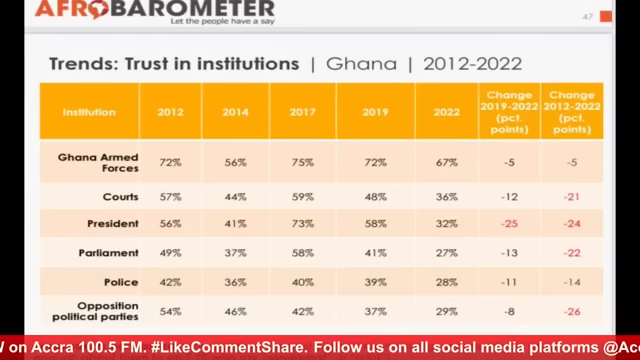 AFROBAROMETER
Let the people have a say
47
Trends: Trust in institutions | Ghana | 2012-2022
Institution 2012 2014 2017 2019 2022 Change 2019-2022 (pct. points) Change 2012-2022 (pct. points)
Ghana Armed Forces 72% 56% 75% 72% 67% -5 -5
Courts 57% 44% 59% 48% 36% -12 -21
President 56% 41% 73% 58% 32% -25 -24
Parliament 49% 37% 58% 41% 27% -13 -22
Police 42% 36% 40% 39% 28% -11 -14
Opposition political parties 54% 46% 42% 37% 29% -8 -26
on Accra 100.5 FM. #LikeCommentShare. Follow us on all social media platforms @Ac